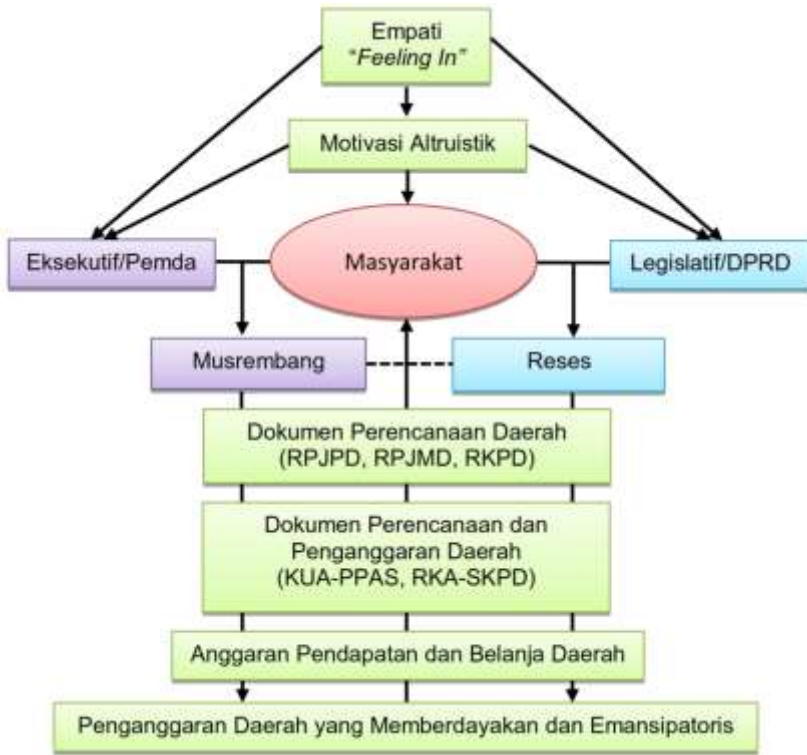 Empati
“Feeling In”
Motivasi Altruistik
Eksekutif/Pemda
Masyarakat
Legislatif/DPRD
Musrembang
Reses
Dokumen Perencanaan Daerah
(RPJPD, RPJMD, RKPD)
Dokumen Perencanaan dan
Penganggaran Daerah
(KUA-PPAS, RKA-SKPD)
Anggaran Pendapatan dan Belanja Daerah
Penganggaran Daerah yang Memberdayakan dan Emansipatoris